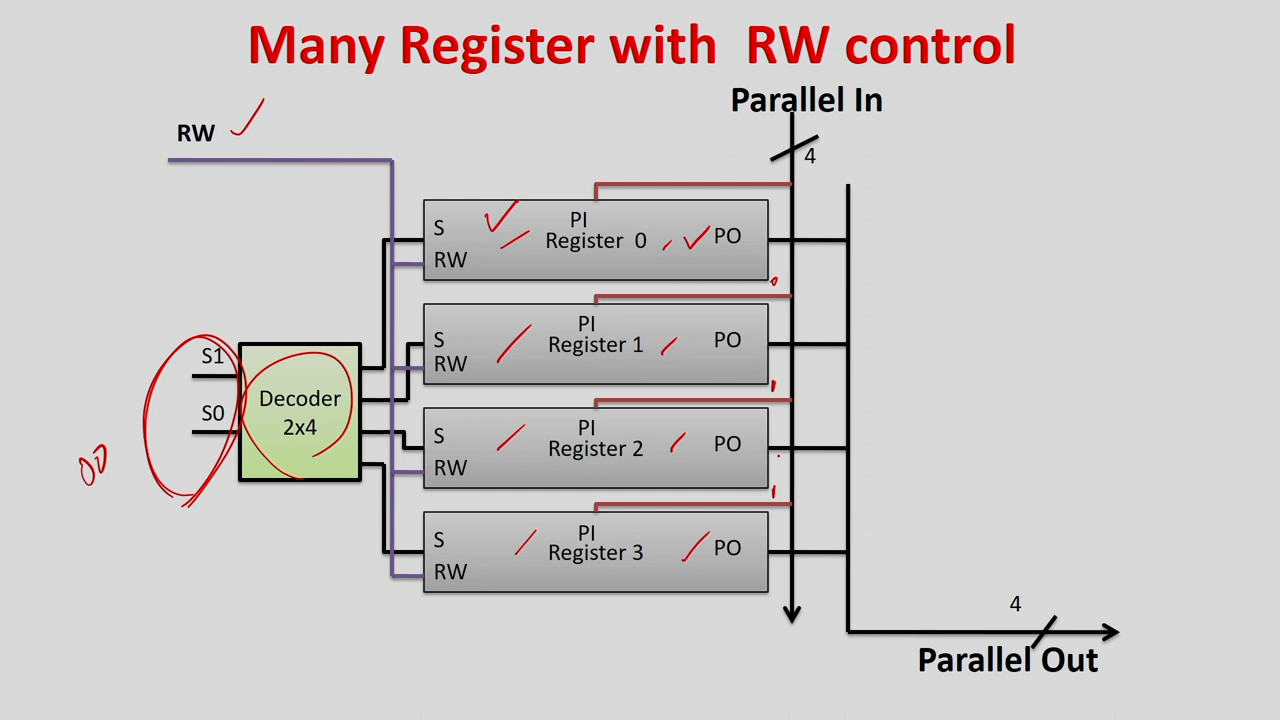 Many Register with RW control
Parallel In
RW
4
S
PI
Register 0
PO
RW
S
PI
Register 1
PO
RW
S1
S0
Decoder
2x4
00
S
PI
Register 2
PO
RW
S
PI
Register 3
PO
RW
4
Parallel Out